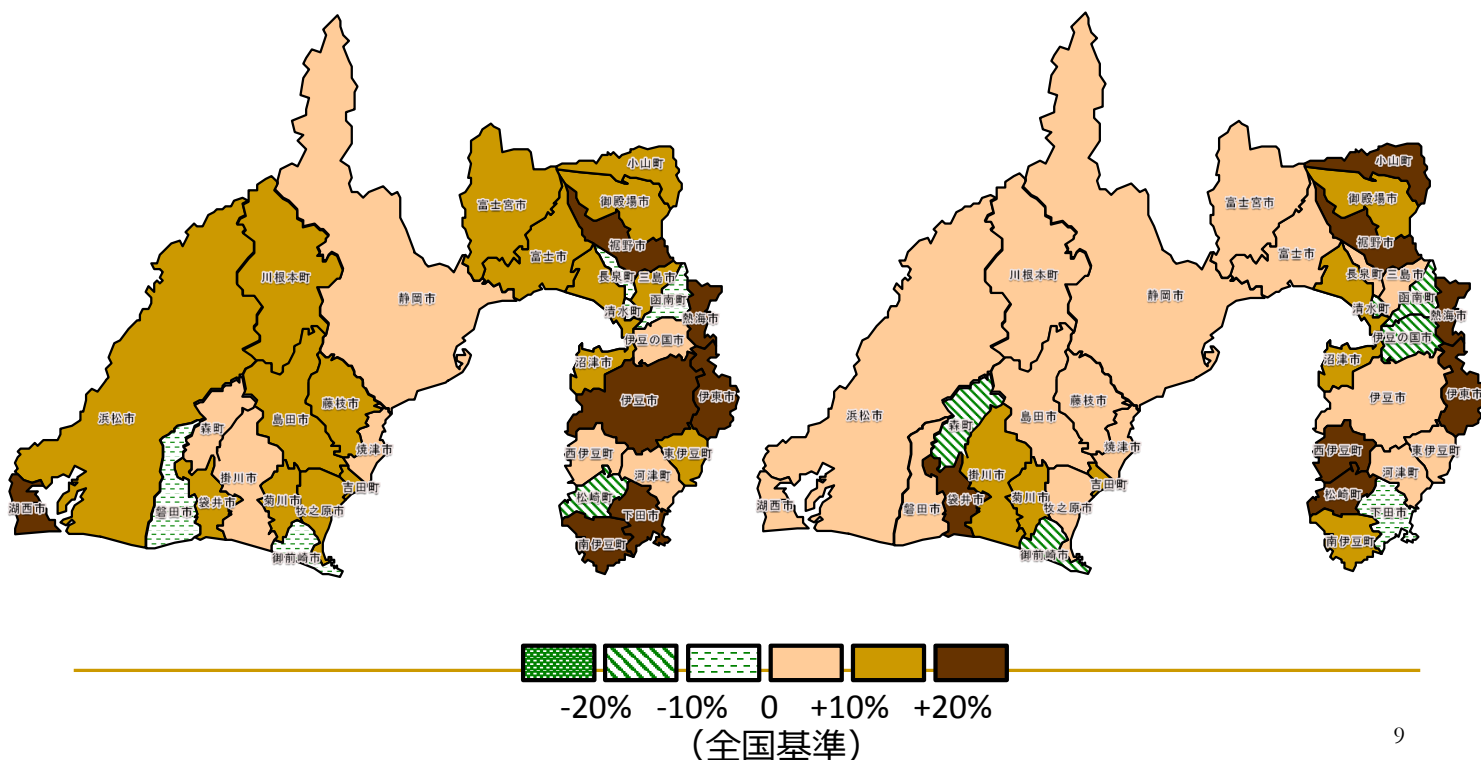 小山町
御殿場市
富士宮市
裾野市
富士市
長泉町
三島市
川根本町
函南町
静岡市
清水町
熱海市
伊豆の国市
沼津市
伊豆市
伊東市
藤枝市
浜松市
島田市
森町
焼津市
西伊豆町
東伊豆町
掛川市
河津町
吉田町
菊川市
松崎町
袋井市
湖西市
磐田市
牧之原市
下田市
南伊豆町
御前崎市
小山町
御殿場市
富士宮市
裾野市
富士市
長泉町
三島市
川根本町
函南町
静岡市
清水町
熱海市
伊豆の国市
沼津市
伊豆市
伊東市
藤枝市
浜松市
島田市
森町
焼津市
西伊豆町
東伊豆町
掛川市
河津町
吉田町
菊川市
松崎町
袋井市
湖西市
磐田市
牧之原市
下田市
南伊豆町
御前崎市
-20% -10% 0 +10% +20%
（全国基準）
9